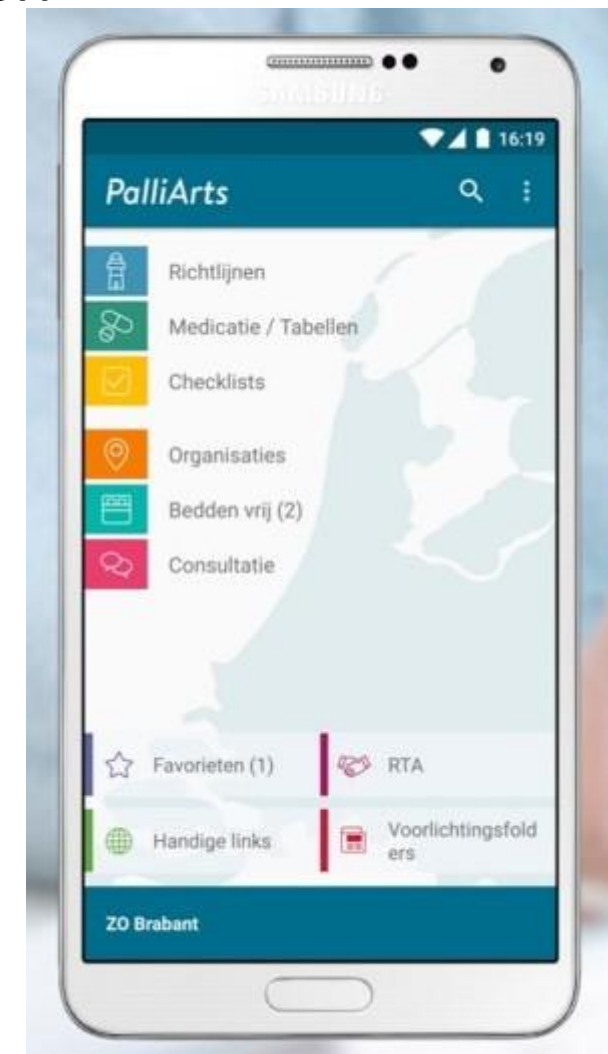 SAMSUNG
16:19
PalliArts
Richtlijnen
Medicatie / Tabellen
Checklists
Organisaties
Bedden vrij (2)
Consultatie
Favorieten (1)
RTA
Handige links
Voorlichtingsfold
ers
ZO Brabant